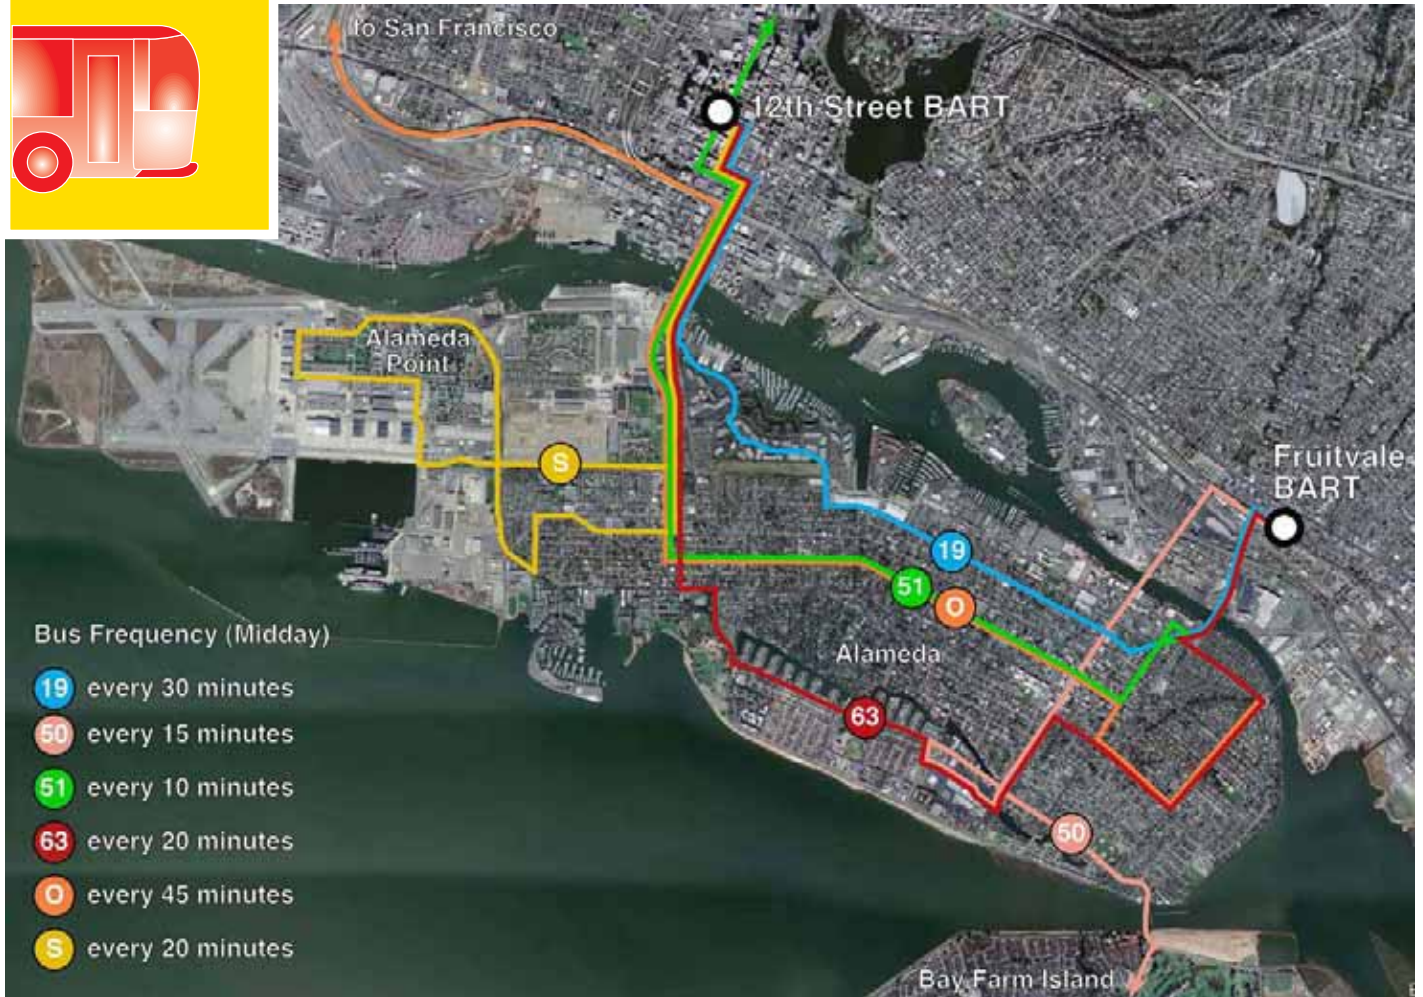 to San Francisco
12th Street BART
Alameda
Point
S
Fruitvale
BART
19
51
O
Alameda
63
50
Bay Farm Island
Bus Frequency (Midday)
19 every 30 minutes
50 every 15 minutes
51 every 10 minutes
63 every 20 minutes
O every 45 minutes
S every 20 minutes